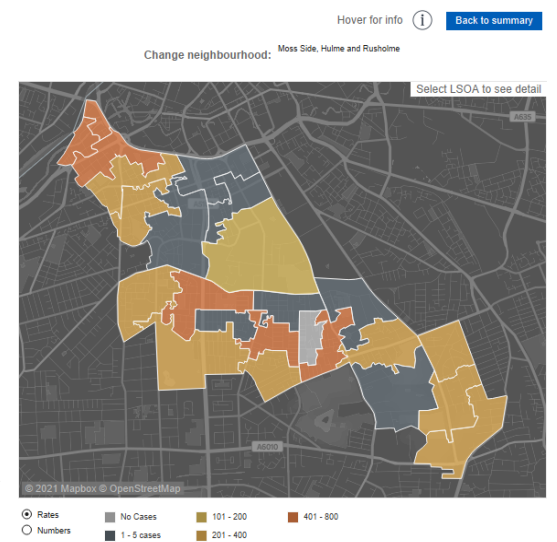 Hover for info i Back to summary
Change neighbourhood: Moss Side, Hulme and Rusholme
Select LSOA to see detail
A635
A6010
© 2021 Mapbox © OpenStreetMap
Rates No Cases 101 - 200 401 - 800
Numbers 1 - 5 cases 201 - 400